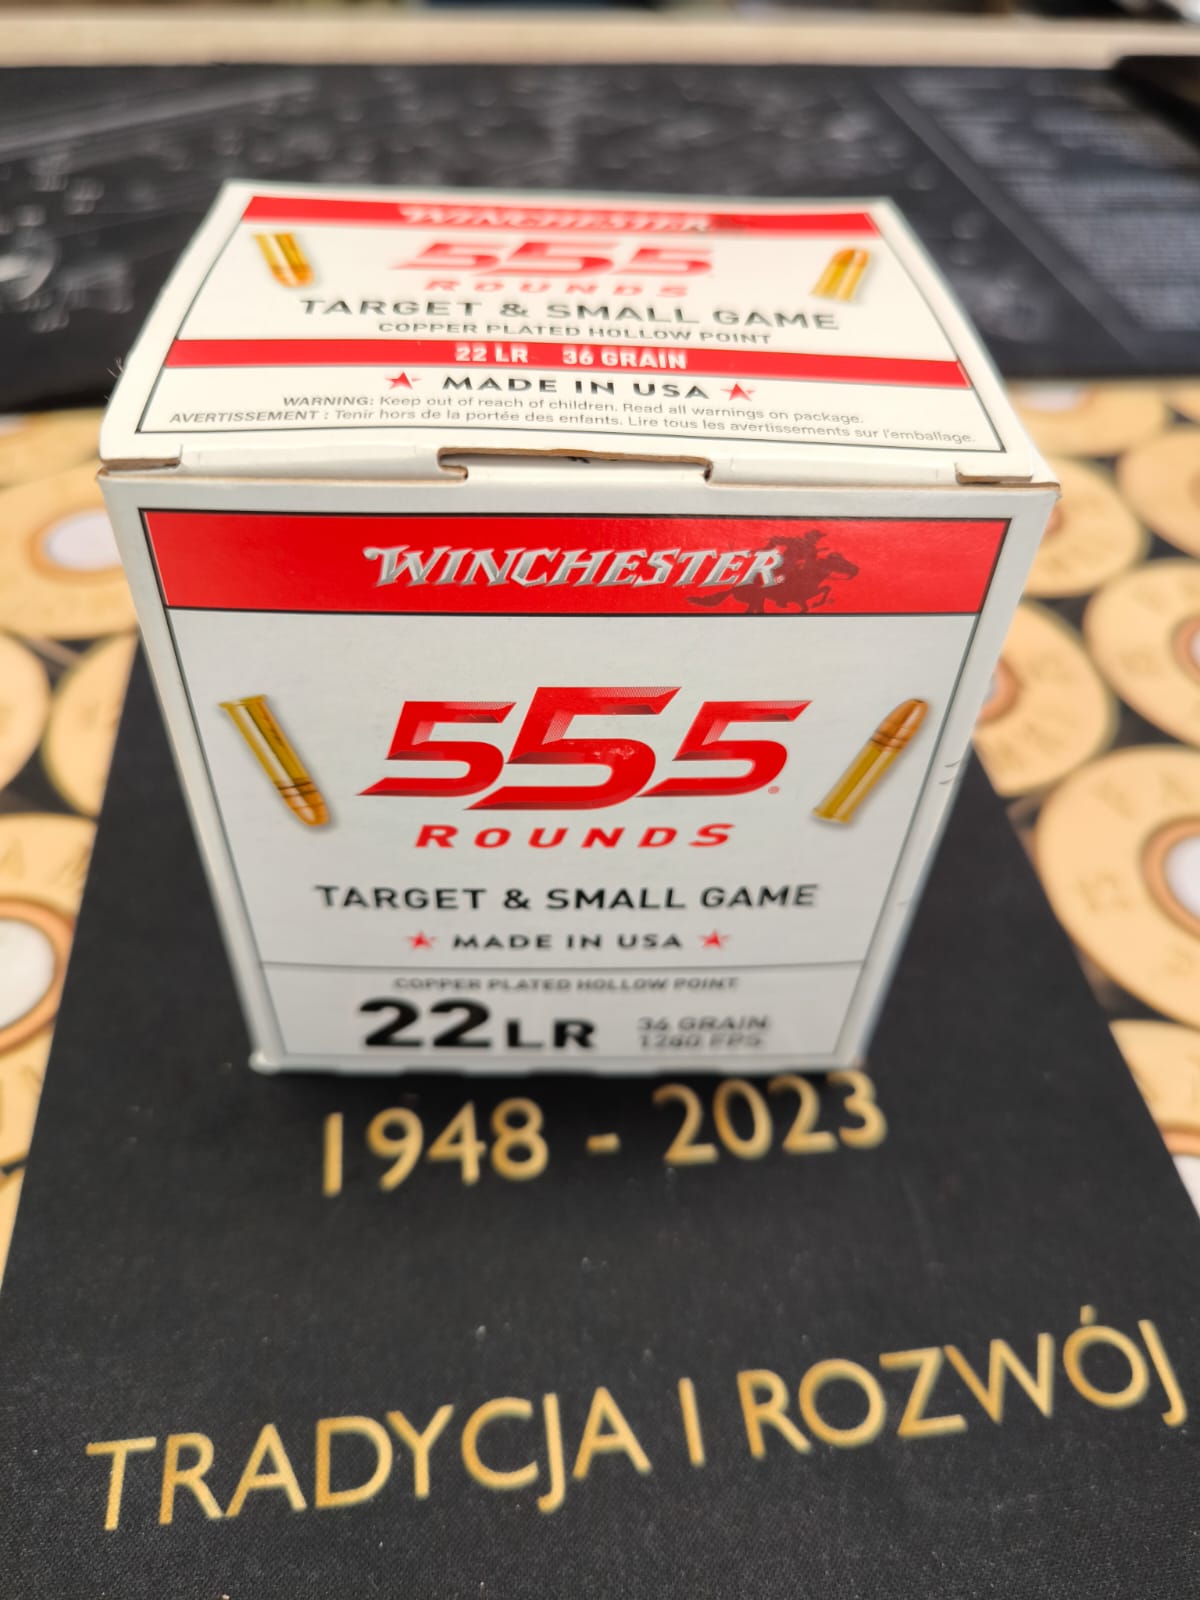 WINCHESTER
555
ROUNDS
TARGET & SMALL GAME
COPPER PLATED HOLLOW POINT
22 LR 36 GRAIN
★ MADE IN USA ★
WARNING: Keep out of reach of children. Read all warnings on package.
AVERTISSEMENT : Tenir hors de la portée des enfants. Lire tous les avertissements sur l'emballage.
WINCHESTER
555
ROUNDS
TARGET & SMALL GAME
★ MADE IN USA ★
COPPER PLATED HOLLOW POINT
22 LR 36 GRAIN
1280 FPS
1948 - 2023
TRADYCJA I ROZWÓJ